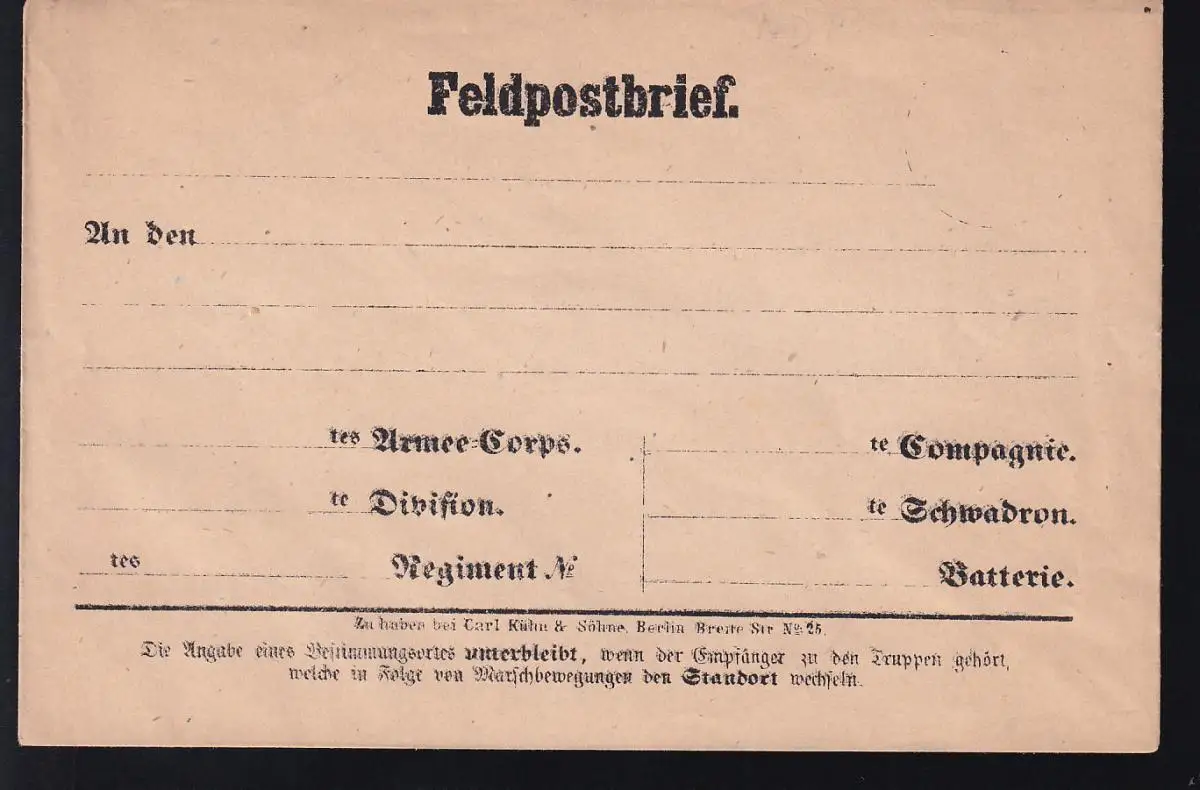 Feldpostbrief.
An den
tes Armee-Corps.
te Compagnie.
te Division.
te Schwadron.
tes Regiment №
Batterie.
Zu haben bei Carl Kühn & Söhne, Berlin Breite Str. No 25.
Die Angabe eines Bestimmungsortes unterbleibt, wenn der Empfänger zu den Truppen gehört,
welche in Folge von Marschbewegungen den Standort wechseln.